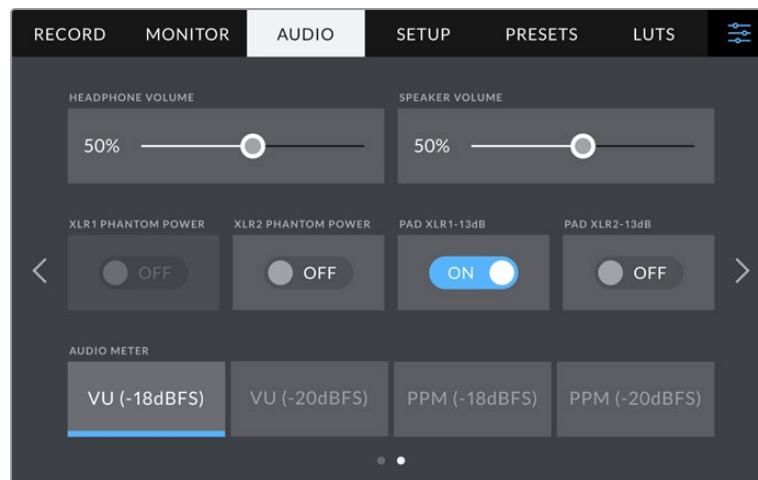 RECORD MONITOR AUDIO SETUP PRESETS LUTS
HEADPHONE VOLUME SPEAKER VOLUME
50% 50%
XLR1 PHANTOM POWER XLR2 PHANTOM POWER PAD XLR1-13dB PAD XLR2-13dB
OFF OFF ON OFF
AUDIO METER
VU (-18dBFS) VU (-20dBFS) PPM (-18dBFS) PPM (-20dBFS)